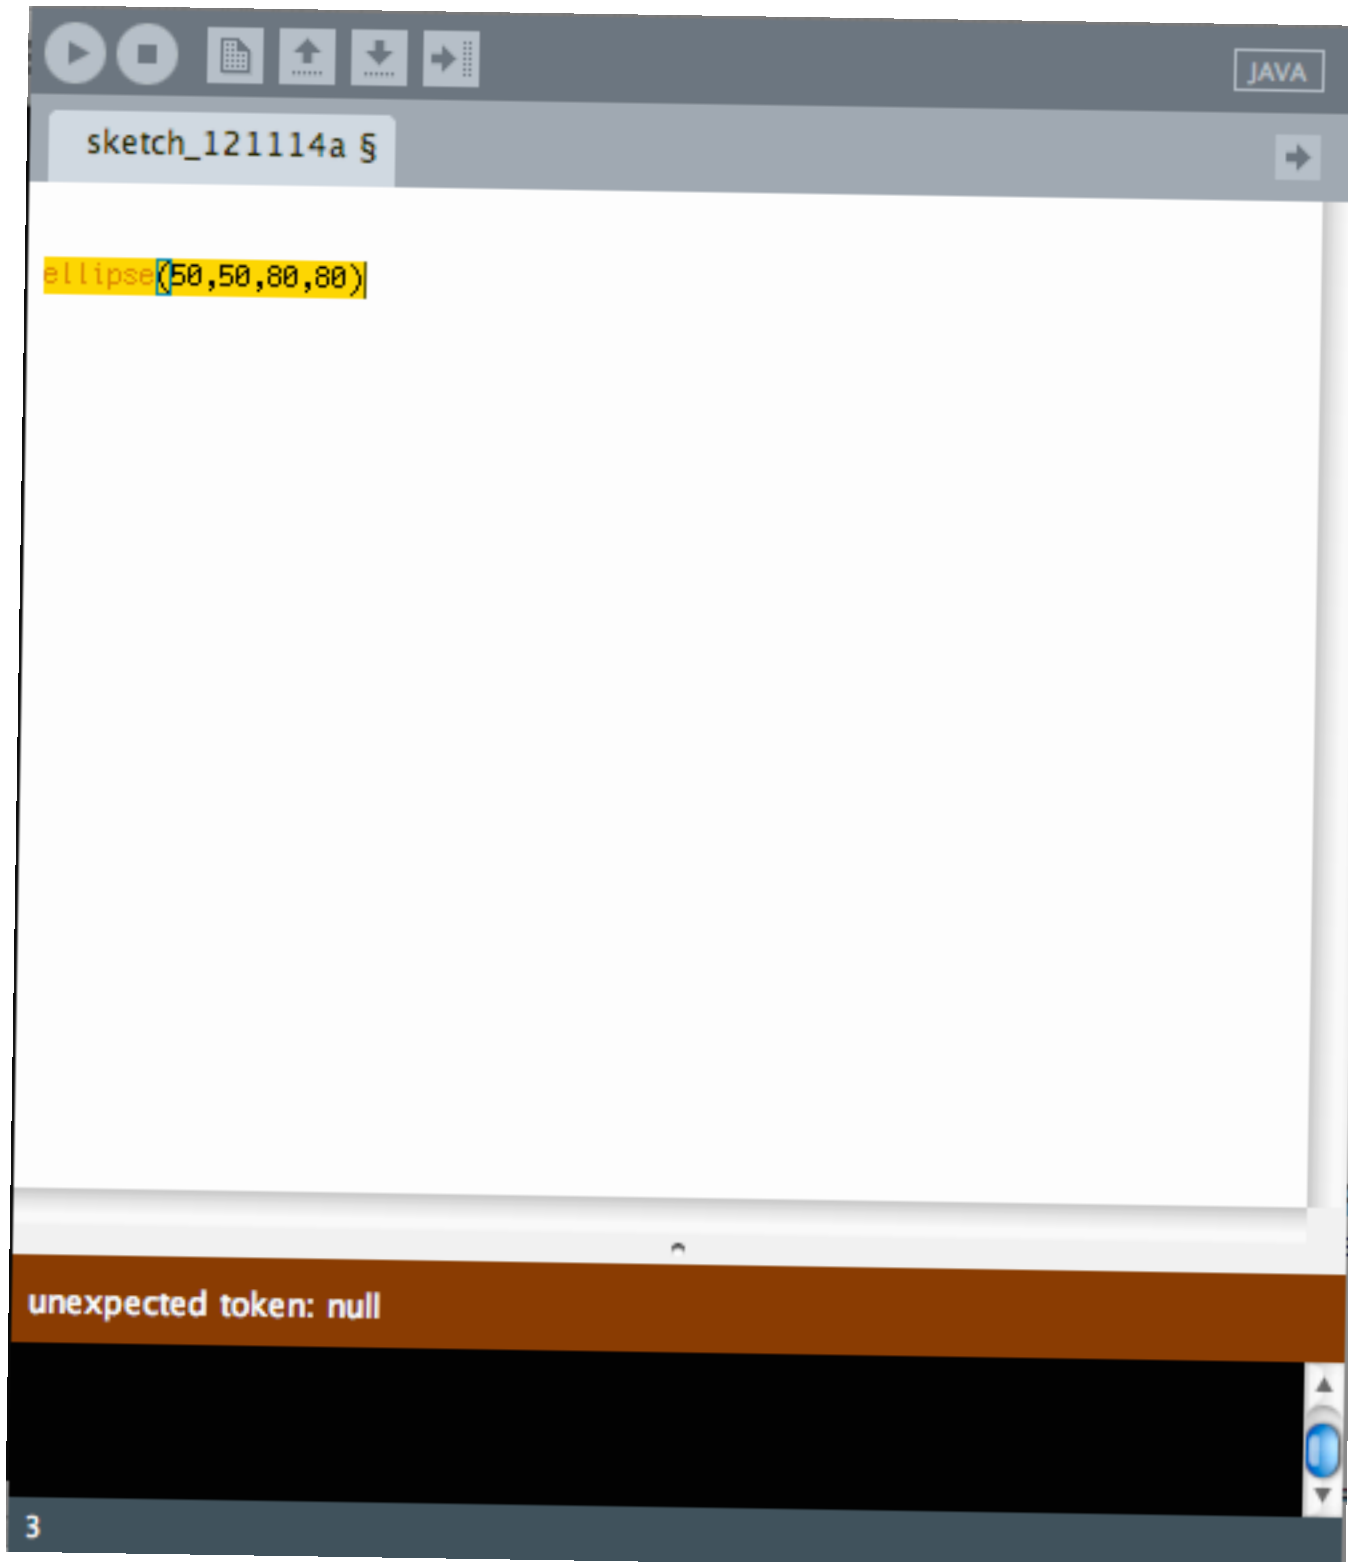 JAVA
sketch_121114a §
ellipse(50,50,80,80)
unexpected token: null
3